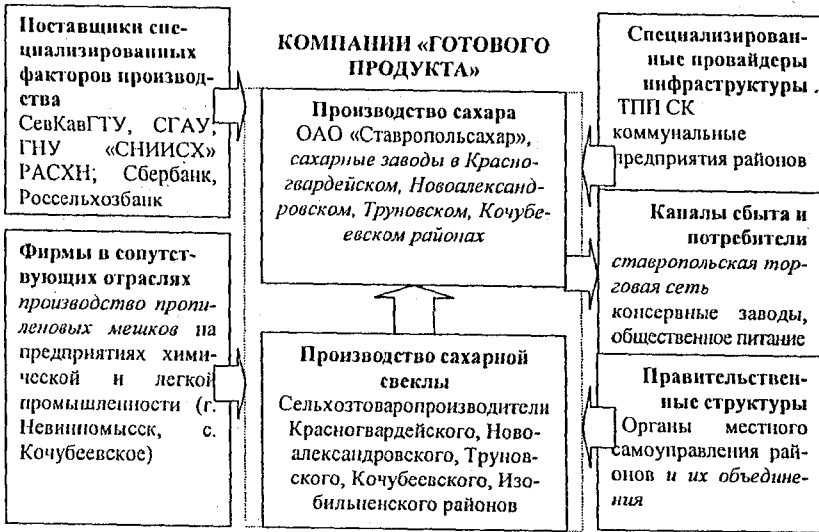 Поставщики спе-
циализированных
факторов производ-
ства
СевКавГТУ, СГАУ,
ГНУ «СНИИСХ»
РАСХН; Сбербанк,
Россельхозбанк
Фирмы в сопутст-
вующих отраслях
производство пропи-
леновых мешков на
предприятиях хими-
ческой и легкой
промышленности (г.
Невинномысск, с.
Кочубеевское)
КОМПАНИИ «ГОТОВОГО
ПРОДУКТА»
Производство сахара
ОАО «Ставропольсахар»,
сахарные заводы в Красно-
гвардейском, Новоалександ-
ровском, Труновском, Кочубе-
евском районах
Производство сахарной
свеклы
Сельхозтоваропроизводители
Красногвардейского, Ново-
александровского, Трунов-
ского, Кочубеевского, Изо-
бильненского районов
Специализирован-
ные провайдеры
инфраструктуры .
ТПП СК
коммунальные
предприятия районов
Каналы сбыта и
потребители
ставропольская тор-
говая сеть
консервные заводы,
общественное питание
Правительствен-
ные структуры
Органы местного
самоуправления рай-
онов и их объедине-
ния